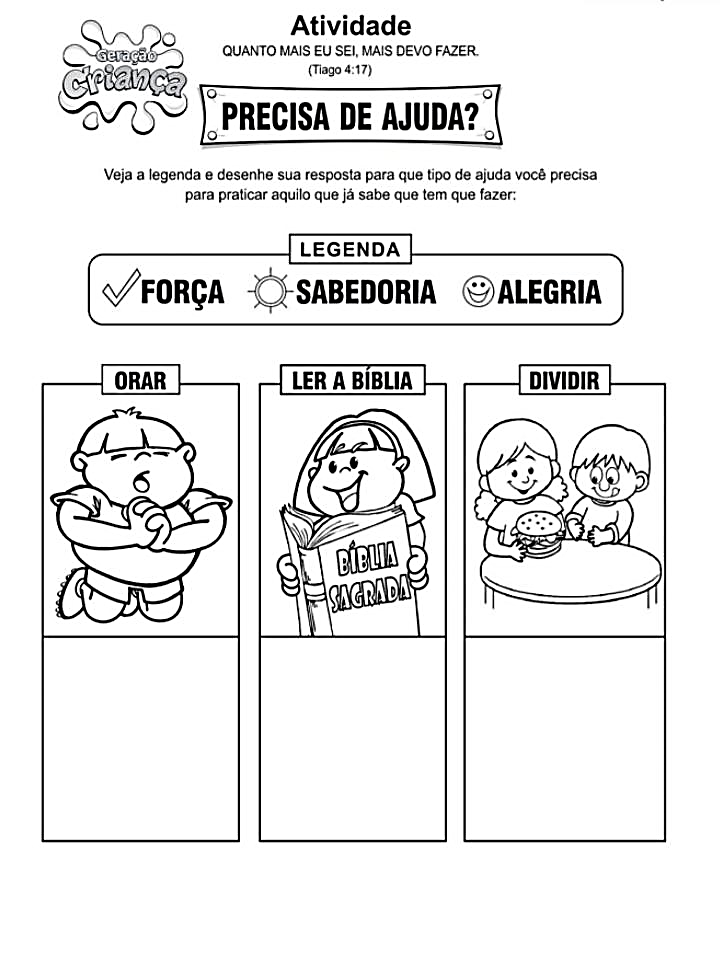 Atividade
QUANTO MAIS EU SEI, MAIS DEVO FAZER.
(Tiago 4:17)
Geração
Criança
PRECISA DE AJUDA?
Veja a legenda e desenhe sua resposta para que tipo de ajuda você precisa
para praticar aquilo que já sabe que tem que fazer:
LEGENDA
FORÇA SABEDORIA ALEGRIA
ORAR LER A BÍBLIA DIVIDIR
BÍBLIA
SAGRADA